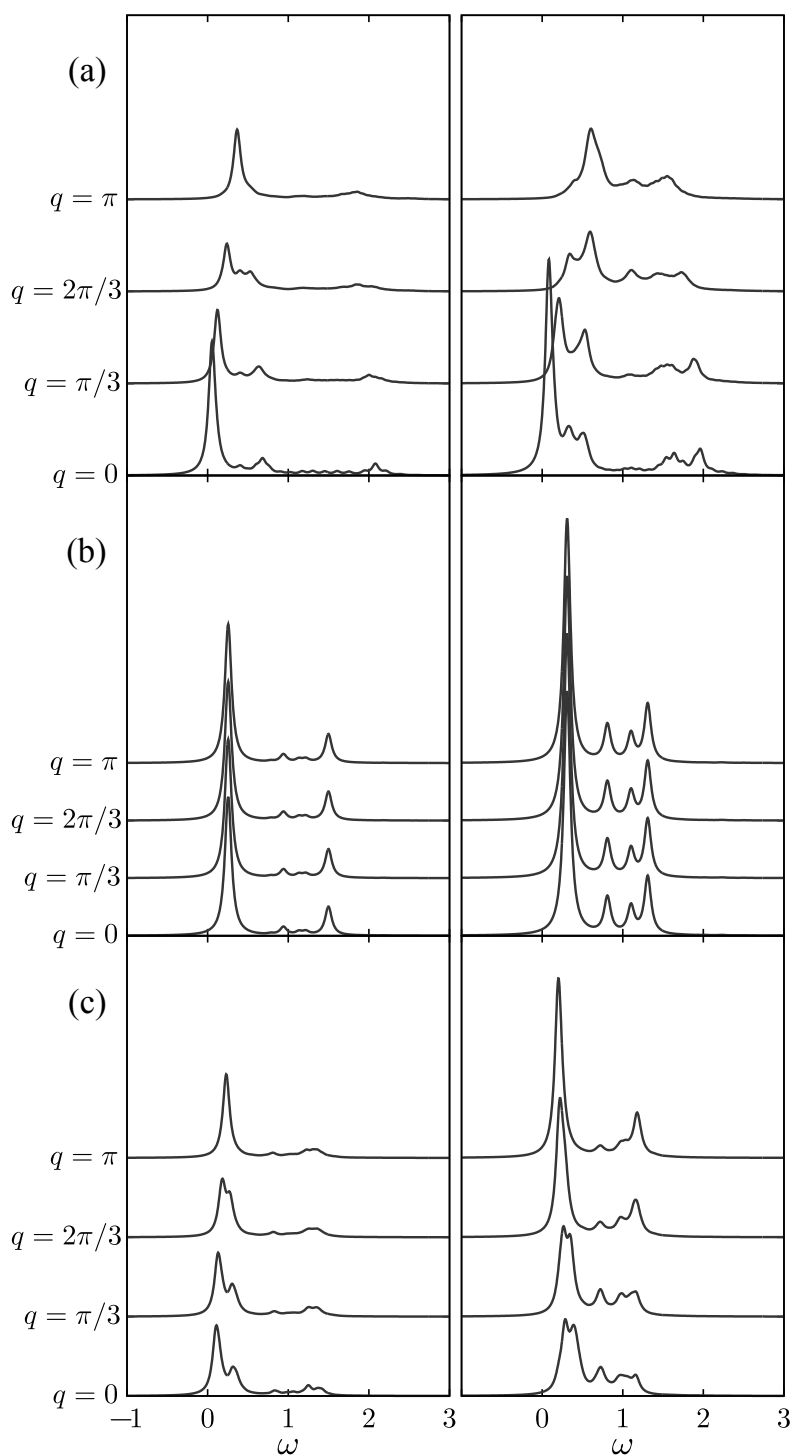 (a)
q = π
q = 2π/3
q = π/3
q = 0
(b)
q = π
q = 2π/3
q = π/3
q = 0
(c)
q = π
q = 2π/3
q = π/3
q = 0
−1 0 1 2 3 0 1 2 3
ω ω